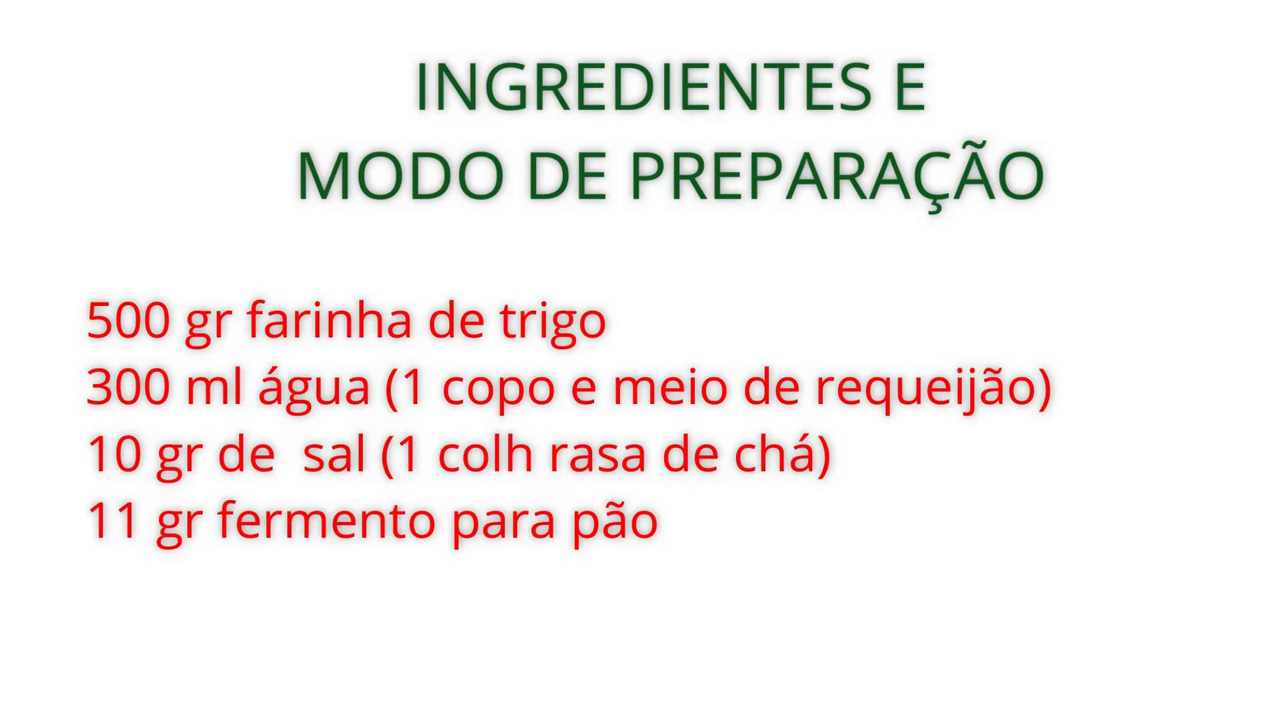 INGREDIENTES E
MODO DE PREPARAÇÃO
500 gr farinha de trigo
300 ml água (1 copo e meio de requeijão)
10 gr de  sal (1 colh rasa de chá)
11 gr fermento para pão